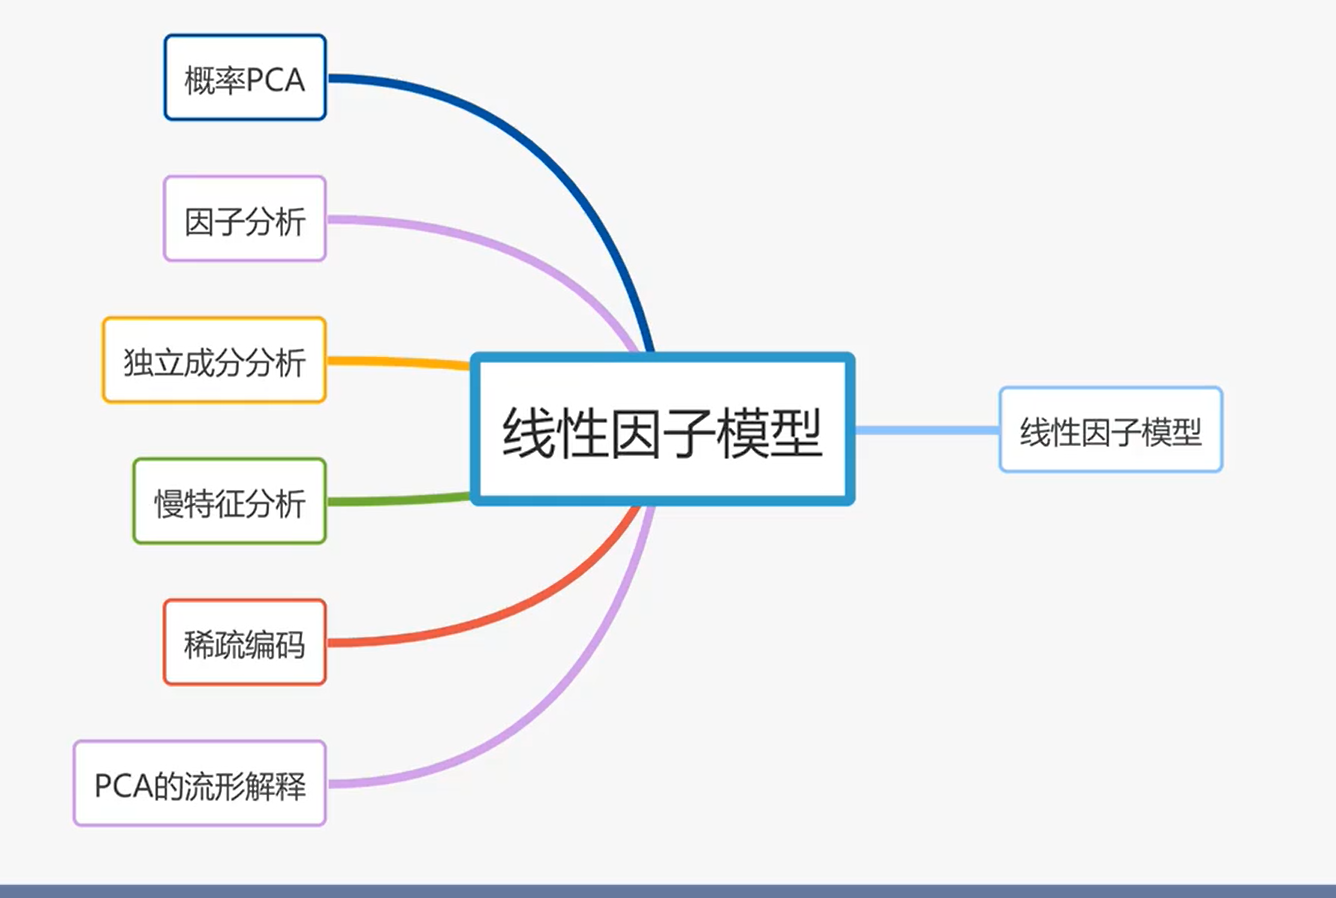 概率PCA
因子分析
独立成分分析
慢特征分析
稀疏编码
PCA的流形解释
线性因子模型
线性因子模型